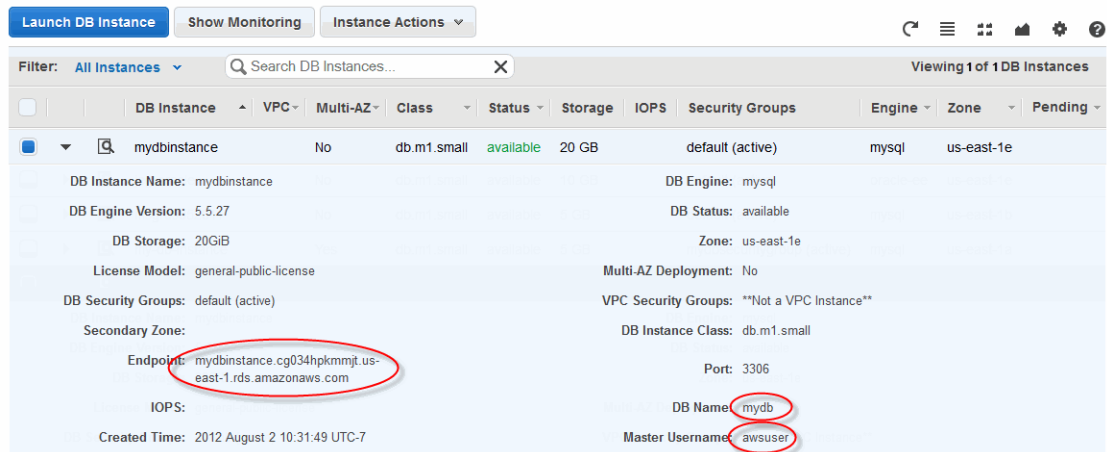 Launch DB Instance Show Monitoring Instance Actions
Filter: All Instances Search DB Instances... Viewing 1 of 1 DB Instances
DB Instance VPC Multi-AZ Class Status Storage IOPS Security Groups Engine Zone Pending
mydbinstance No db.m1.small available 20 GB default (active) mysql us-east-1e
DB Instance Name: mydbinstance DB Engine: mysql
DB Engine Version: 5.5.27 DB Status: available
DB Storage: 20GiB Zone: us-east-1e
License Model: general-public-license Multi-AZ Deployment: No
DB Security Groups: default (active) VPC Security Groups: **Not a VPC Instance**
Secondary Zone: DB Instance Class: db.m1.small
Endpoint: mydbinstance.cg034hpkmmjt.us-
east-1.rds.amazonaws.com Port: 3306
IOPS: DB Name: mydb
Created Time: 2012 August 2 10:31:49 UTC-7 Master Username: awsuser